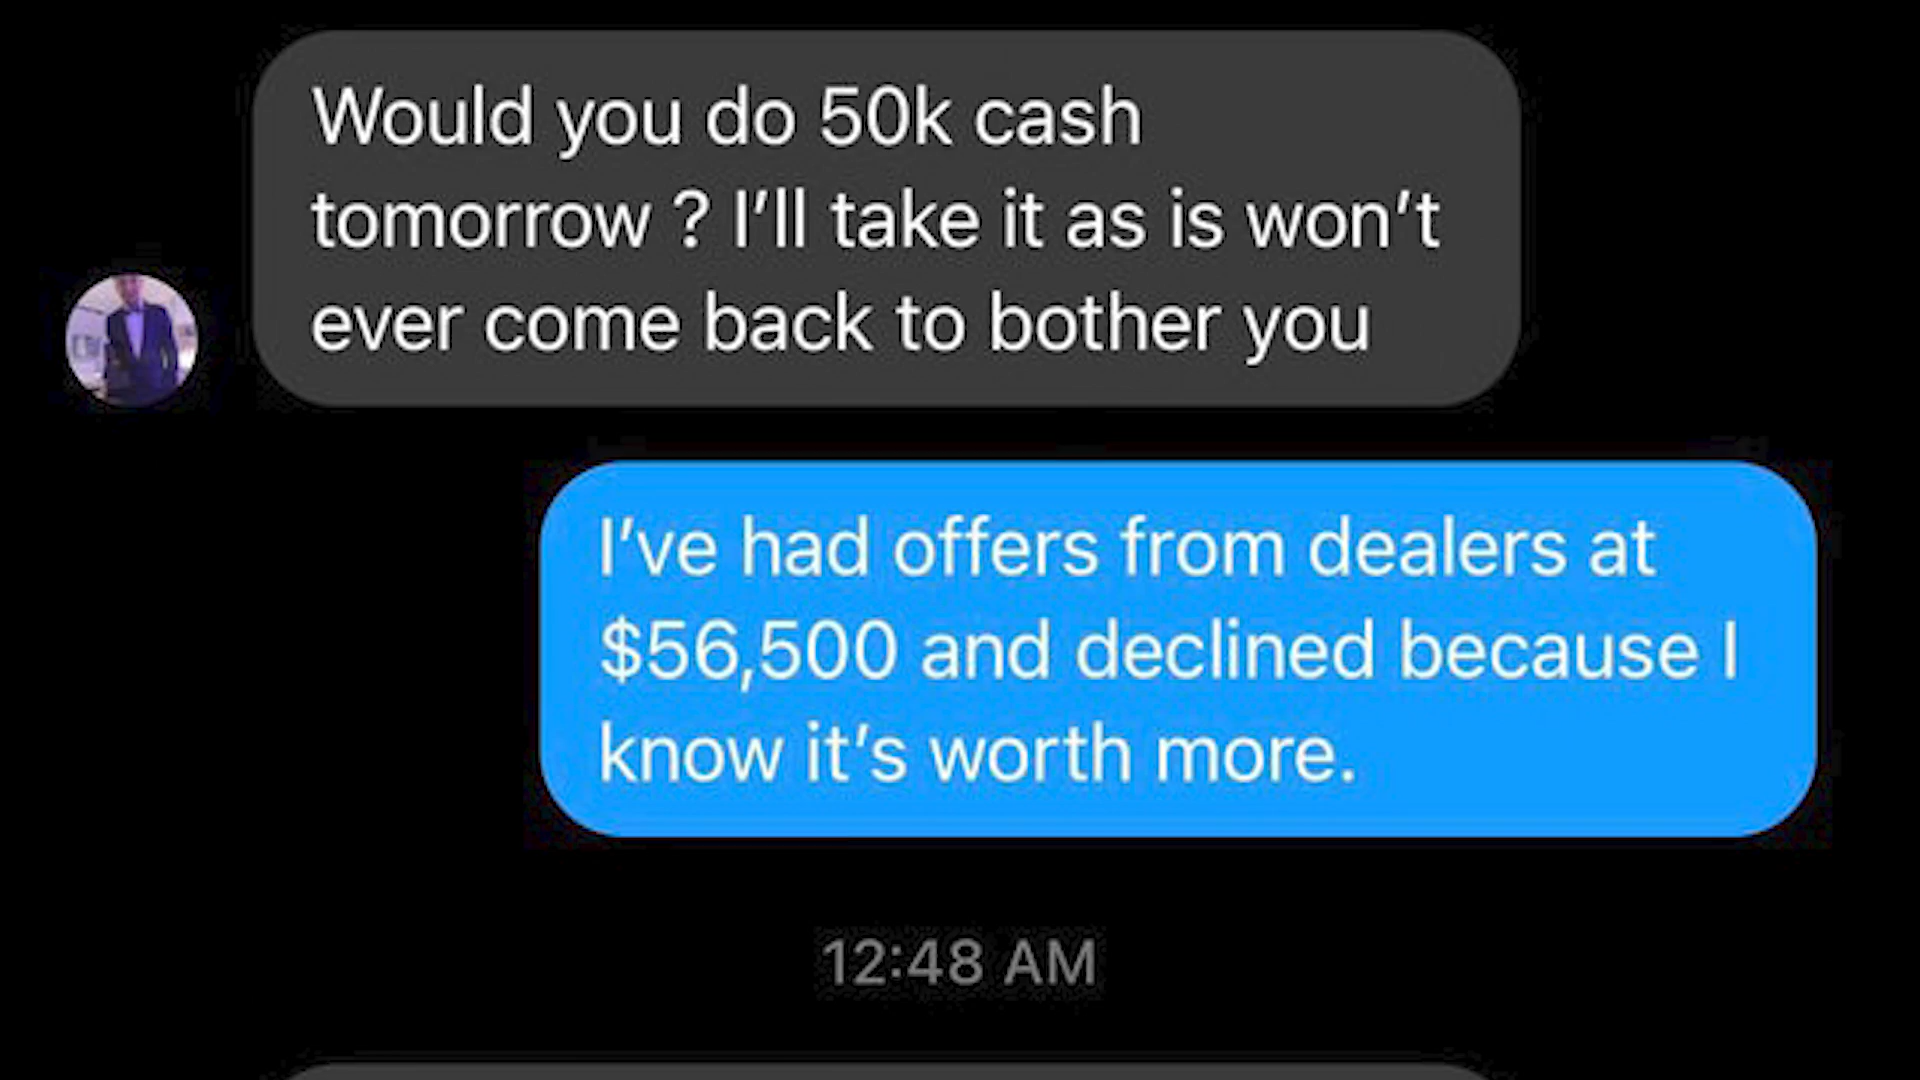 Would you do 50k cash
tomorrow ? I’ll take it as is won’t
ever come back to bother you
I’ve had offers from dealers at
$56,500 and declined because I
know it’s worth more.
12:48 AM